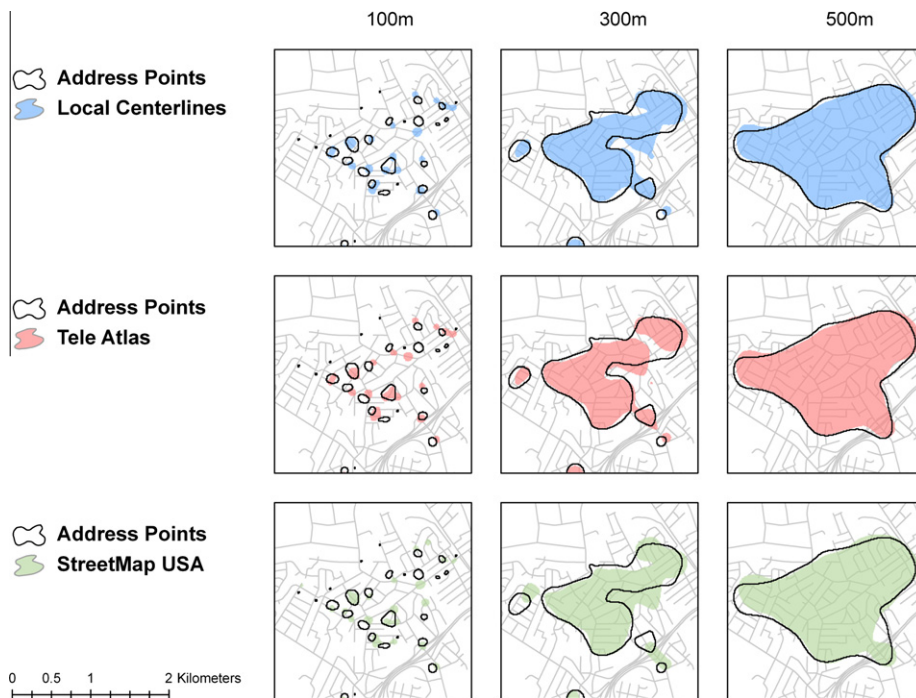 100m 300m 500m
Address Points
Local Centerlines
Address Points
Tele Atlas
Address Points
StreetMap USA
0 0.5 1 2 Kilometers